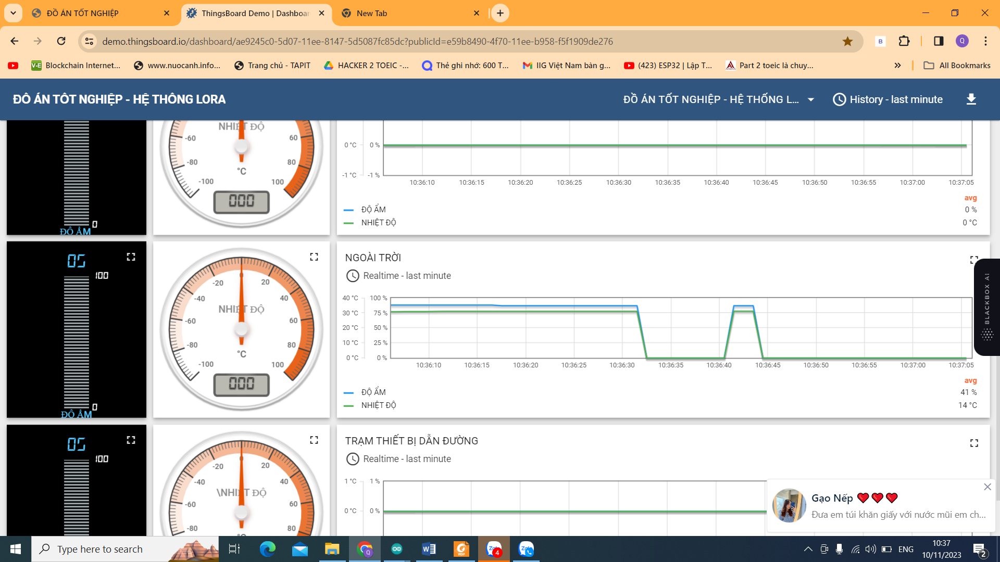 ĐỒ ÁN TỐT NGHIỆP
ThingsBoard Demo | Dashboar
New Tab
demo.thingsboard.io/dashboard/ae9245c0-5d07-11ee-8147-5d5087fc85dc?publicId=e59b8490-4f70-11ee-b958-f5f1909de276
B
Q
V-E Blockchain Internet...
www.nuocanh.info...
Trang chủ - TAPIT
HACKER 2 TOEIC -...
Thẻ ghi nhớ: 600 T...
IIG Việt Nam bàn g...
(423) ESP32 | Lập T...
Part 2 toeic là chuy...
All Bookmarks
ĐỒ ÁN TỐT NGHIỆP - HỆ THỐNG LORA
ĐỒ ÁN TỐT NGHIỆP - HỆ THỐNG L...
History - last minute
0
ĐỘ ẨM
NHIỆT ĐỘ
-60 60
-80 80
°C
-100 100
000
0 °C 0 %
-1 °C -1 %
10:36:10 10:36:15 10:36:20 10:36:25 10:36:30 10:36:35 10:36:40 10:36:45 10:36:50 10:36:55 10:37:00 10:37:05
avg
ĐỘ ẨM 0 %
NHIỆT ĐỘ 0 °C
05
100
0
ĐỘ ẨM
0
-20 20
-40 40
NHIỆT ĐỘ
-60 60
-80 80
°C
-100 100
000
NGOÀI TRỜI
Realtime - last minute
40 °C 100 %
30 °C 75 %
20 °C 50 %
10 °C 25 %
0 °C 0 %
10:36:10 10:36:15 10:36:20 10:36:25 10:36:30 10:36:35 10:36:40 10:36:45 10:36:50 10:36:55 10:37:00 10:37:05
avg
ĐỘ ẨM 41 %
NHIỆT ĐỘ 14 °C
BLACKBOX AI
05
100
0
-20 20
-40 40
\NHIỆT ĐỘ
-60 60
-80 80
°C
TRẠM THIẾT BỊ DẪN ĐƯỜNG
Realtime - last minute
1 °C 1 %
0 °C 0 %
Gạo Nếp ❤❤❤
Đưa em túi khăn giấy với nước mũi em ch...
Type here to search
4
ENG
10:37
10/11/2023
2